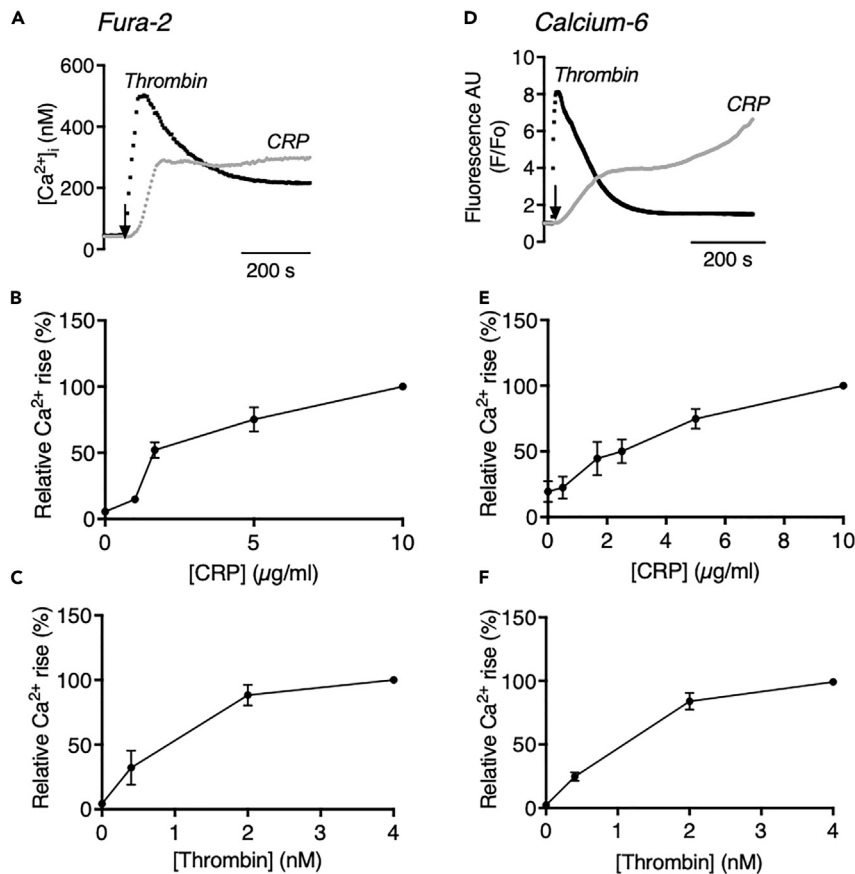 A
Fura-2
600
400
200
0
[Ca²⁺]ᵢ (nM)
Thrombin
CRP
200 s
B
150
100
50
0
Relative Ca²⁺ rise (%)
0
5
10
[CRP] (µg/ml)
C
150
100
50
0
Relative Ca²⁺ rise (%)
0
1
2
3
4
[Thrombin] (nM)
D
Calcium-6
10
8
6
4
2
0
Fluorescence AU
(F/Fo)
Thrombin
CRP
200 s
E
150
100
50
0
Relative Ca²⁺ rise (%)
0
2
4
6
8
10
[CRP] (µg/ml)
F
150
100
50
0
Relative Ca²⁺ rise (%)
0
1
2
3
4
[Thrombin] (nM)